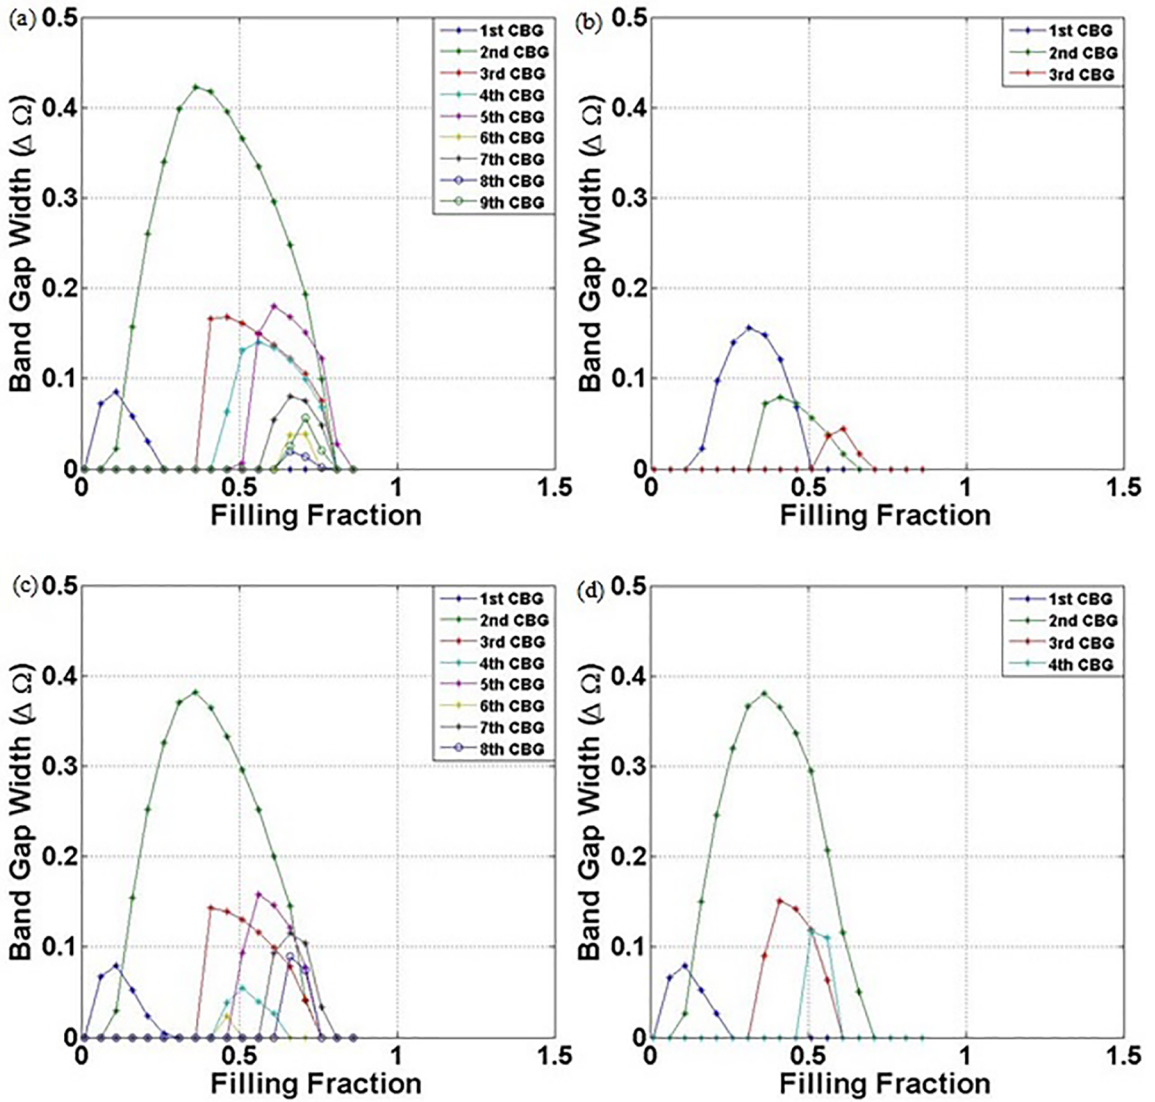 (a)
0.5
0.4
0.3
0.2
0.1
0
Band Gap Width (Δ Ω)
1st CBG
2nd CBG
3rd CBG
4th CBG
5th CBG
6th CBG
7th CBG
8th CBG
9th CBG
0 0.5 1 1.5
Filling Fraction
(b)
0.5
0.4
0.3
0.2
0.1
0
Band Gap Width (Δ Ω)
1st CBG
2nd CBG
3rd CBG
0 0.5 1 1.5
Filling Fraction
(c)
0.5
0.4
0.3
0.2
0.1
0
Band Gap Width (Δ Ω)
1st CBG
2nd CBG
3rd CBG
4th CBG
5th CBG
6th CBG
7th CBG
8th CBG
0 0.5 1 1.5
Filling Fraction
(d)
0.5
0.4
0.3
0.2
0.1
0
Band Gap Width (Δ Ω)
1st CBG
2nd CBG
3rd CBG
4th CBG
0 0.5 1 1.5
Filling Fraction